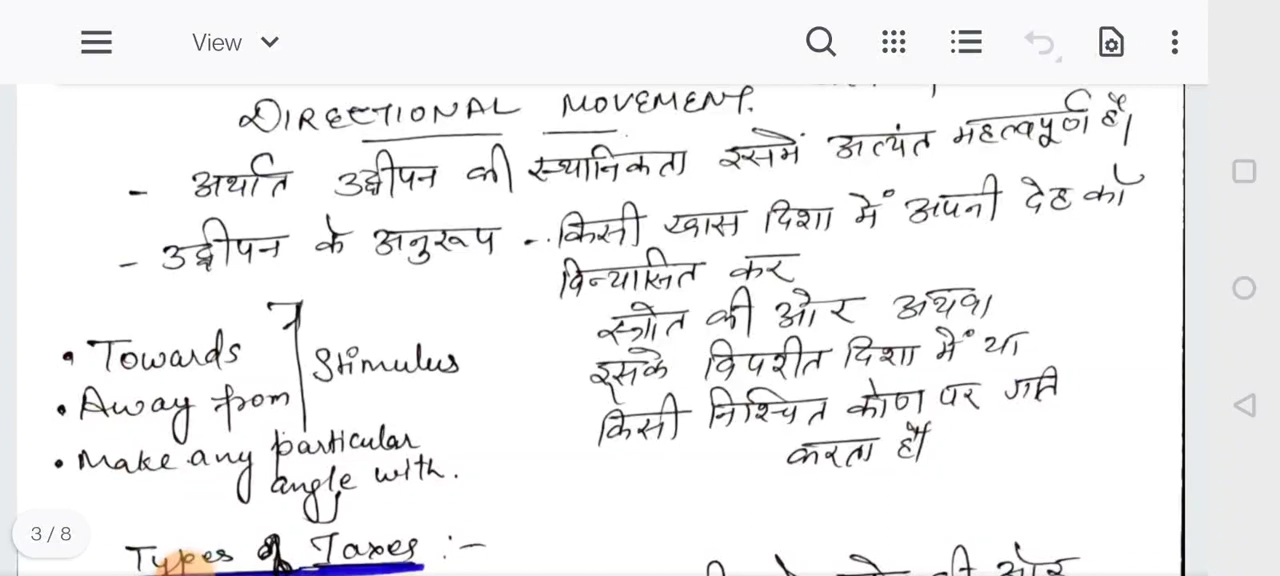 View
DIRECTIONAL MOVEMENT.
- अर्थात उद्दीपन की स्थानिकता इसमें अत्यंत महत्वपूर्ण है।
- उद्दीपन के अनुरूप - किसी खास दिशा में अपनी देह को
विन्यासित कर
स्त्रोत की ओर अथवा
इसके विपरीत दिशा में या
किसी निश्चित कोण पर गति
करता है।
• Towards
• Away from
Stimulus
• Make any particular
angle with.
3 / 8
Types of Taxes :-
की ओर